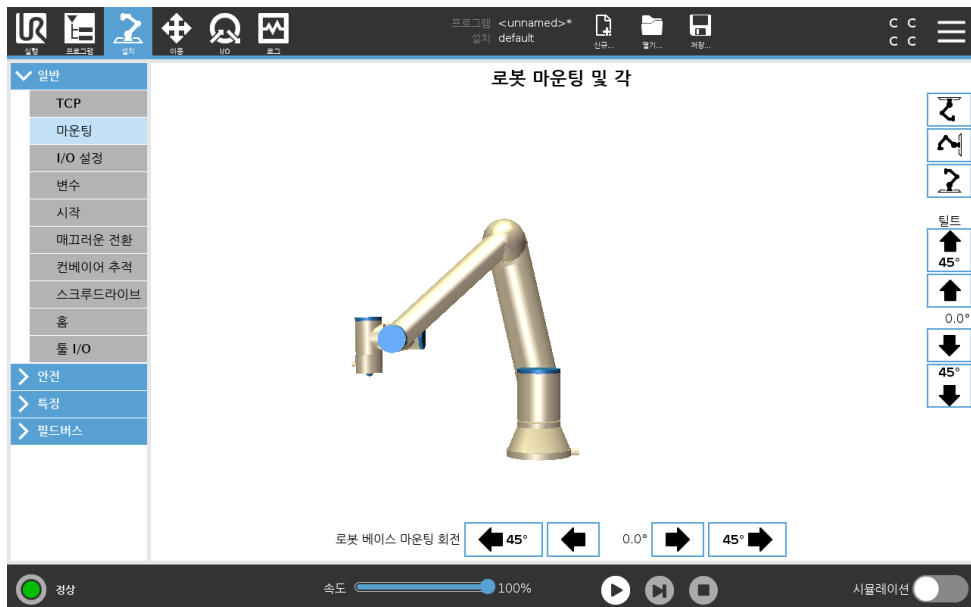 프로그램 <unnamed>*
설치 default
C C
C C
실행
프로그램
설치
이동
I/O
로그
신규...
열기...
저장...
일반
로봇 마운팅 및 각
TCP
마운팅
I/O 설정
변수
시작
매끄러운 전환
컨베이어 추적
스크루드라이브
홈
툴 I/O
안전
특징
필드버스
틸트
45°
0.0°
45°
로봇 베이스 마운팅 회전 45° 0.0° 45°
정상 속도 100% 시뮬레이션